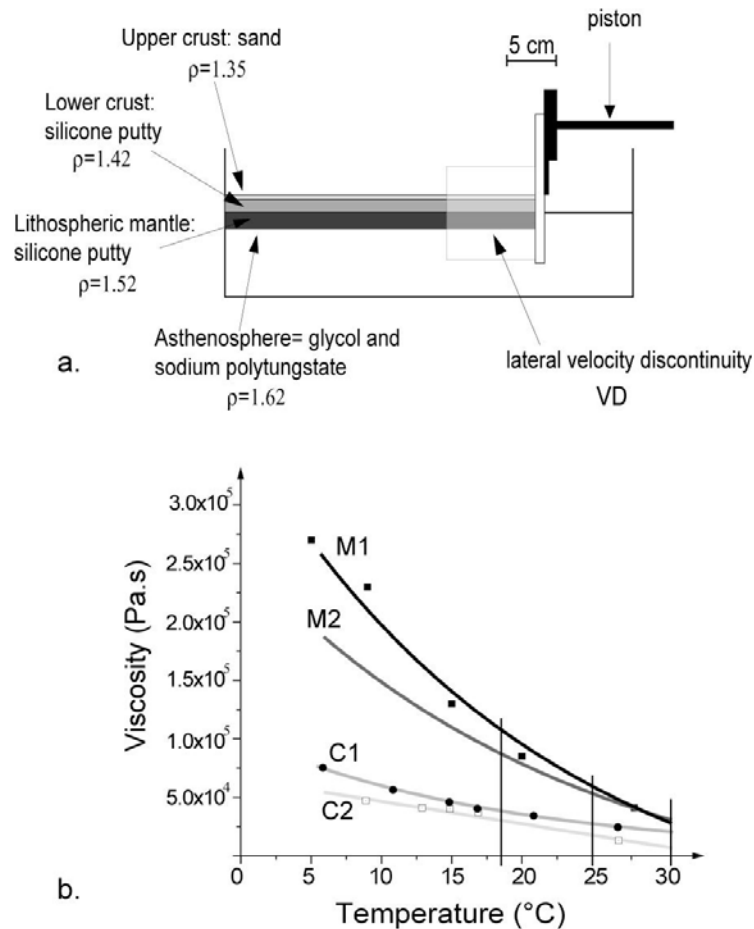 Upper crust: sand
ρ=1.35
Lower crust:
silicone putty
ρ=1.42
Lithospheric mantle:
silicone putty
ρ=1.52
5 cm
piston
Asthenosphere= glycol and
sodium polytungstate
ρ=1.62
lateral velocity discontinuity
VD
a.
3.0x10⁵
2.5x10⁵
2.0x10⁵
1.5x10⁵
1.0x10⁵
5.0x10⁴
Viscosity (Pa.s)
M1
M2
C1
C2
0 5 10 15 20 25 30
Temperature (°C)
b.